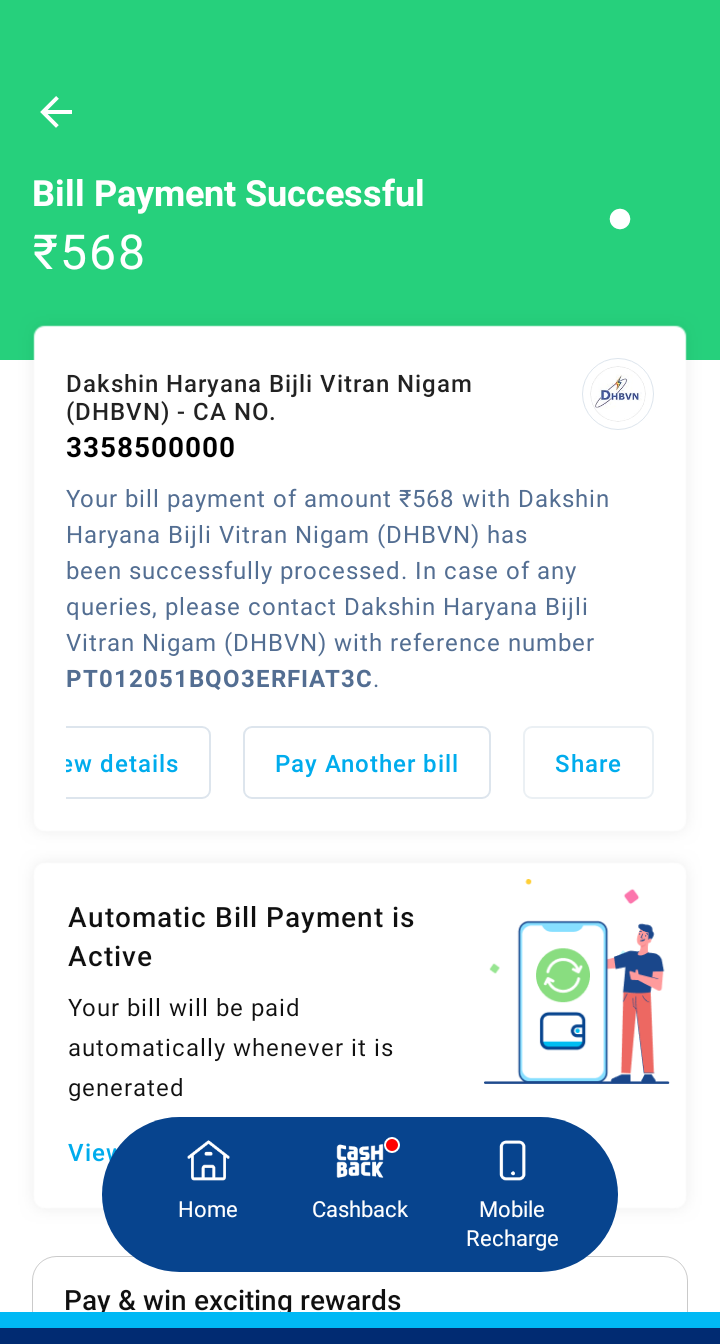 Bill Payment Successful
₹568
Dakshin Haryana Bijli Vitran Nigam
(DHBVN) - CA NO.
3358500000
DHBVN
Your bill payment of amount ₹568 with Dakshin
Haryana Bijli Vitran Nigam (DHBVN) has
been successfully processed. In case of any
queries, please contact Dakshin Haryana Bijli
Vitran Nigam (DHBVN) with reference number
PT012051BQO3ERFIAT3C.
ew details
Pay Another bill
Share
Automatic Bill Payment is
Active
Your bill will be paid
automatically whenever it is
generated
View
CASH
BACK
Home
Cashback
Mobile
Recharge
Pay & win exciting rewards